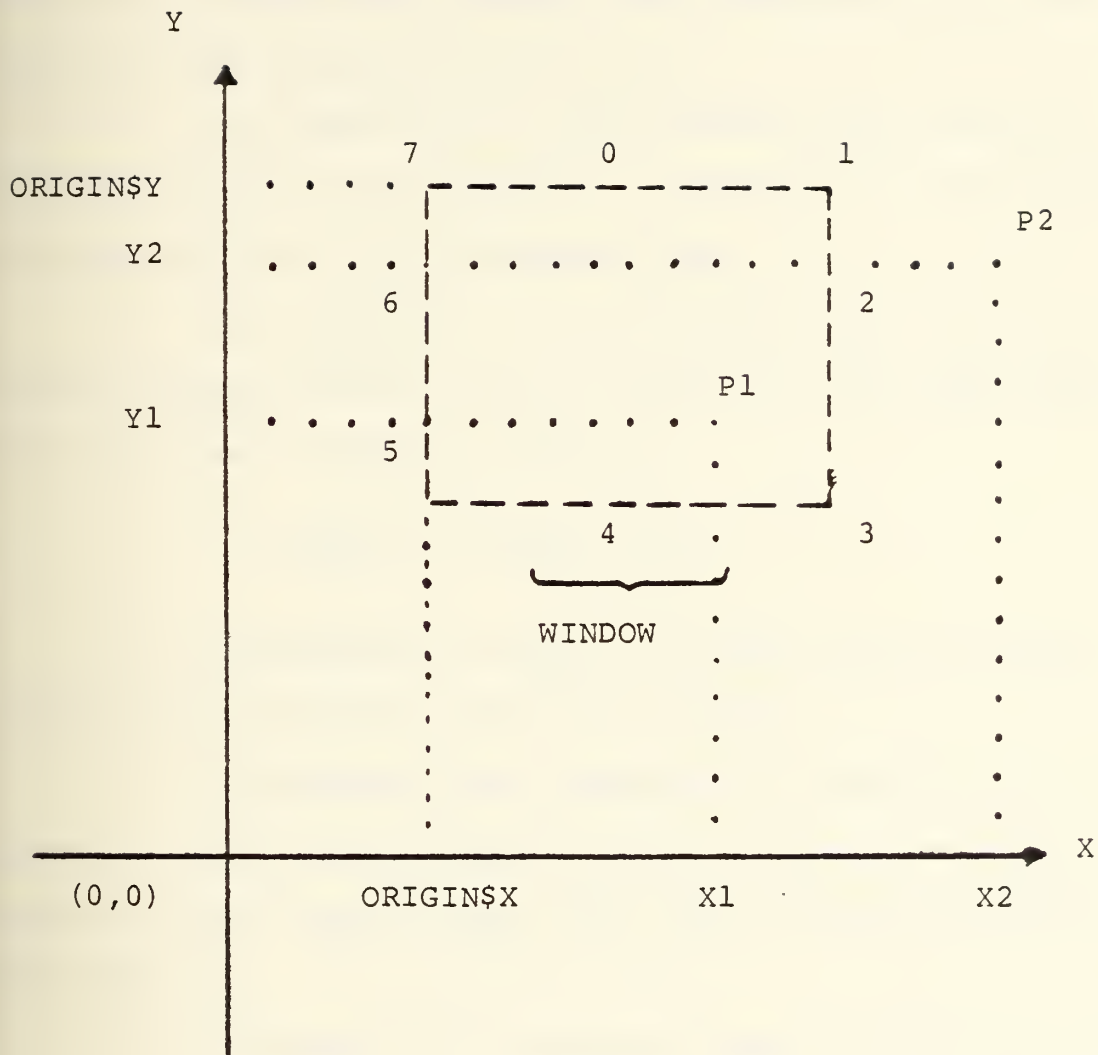 Y
7 0 1
ORIGIN$Y
P2
Y2
6 2
P1
Y1
5
4 3
WINDOW
X
(0,0) ORIGIN$X X1 X2